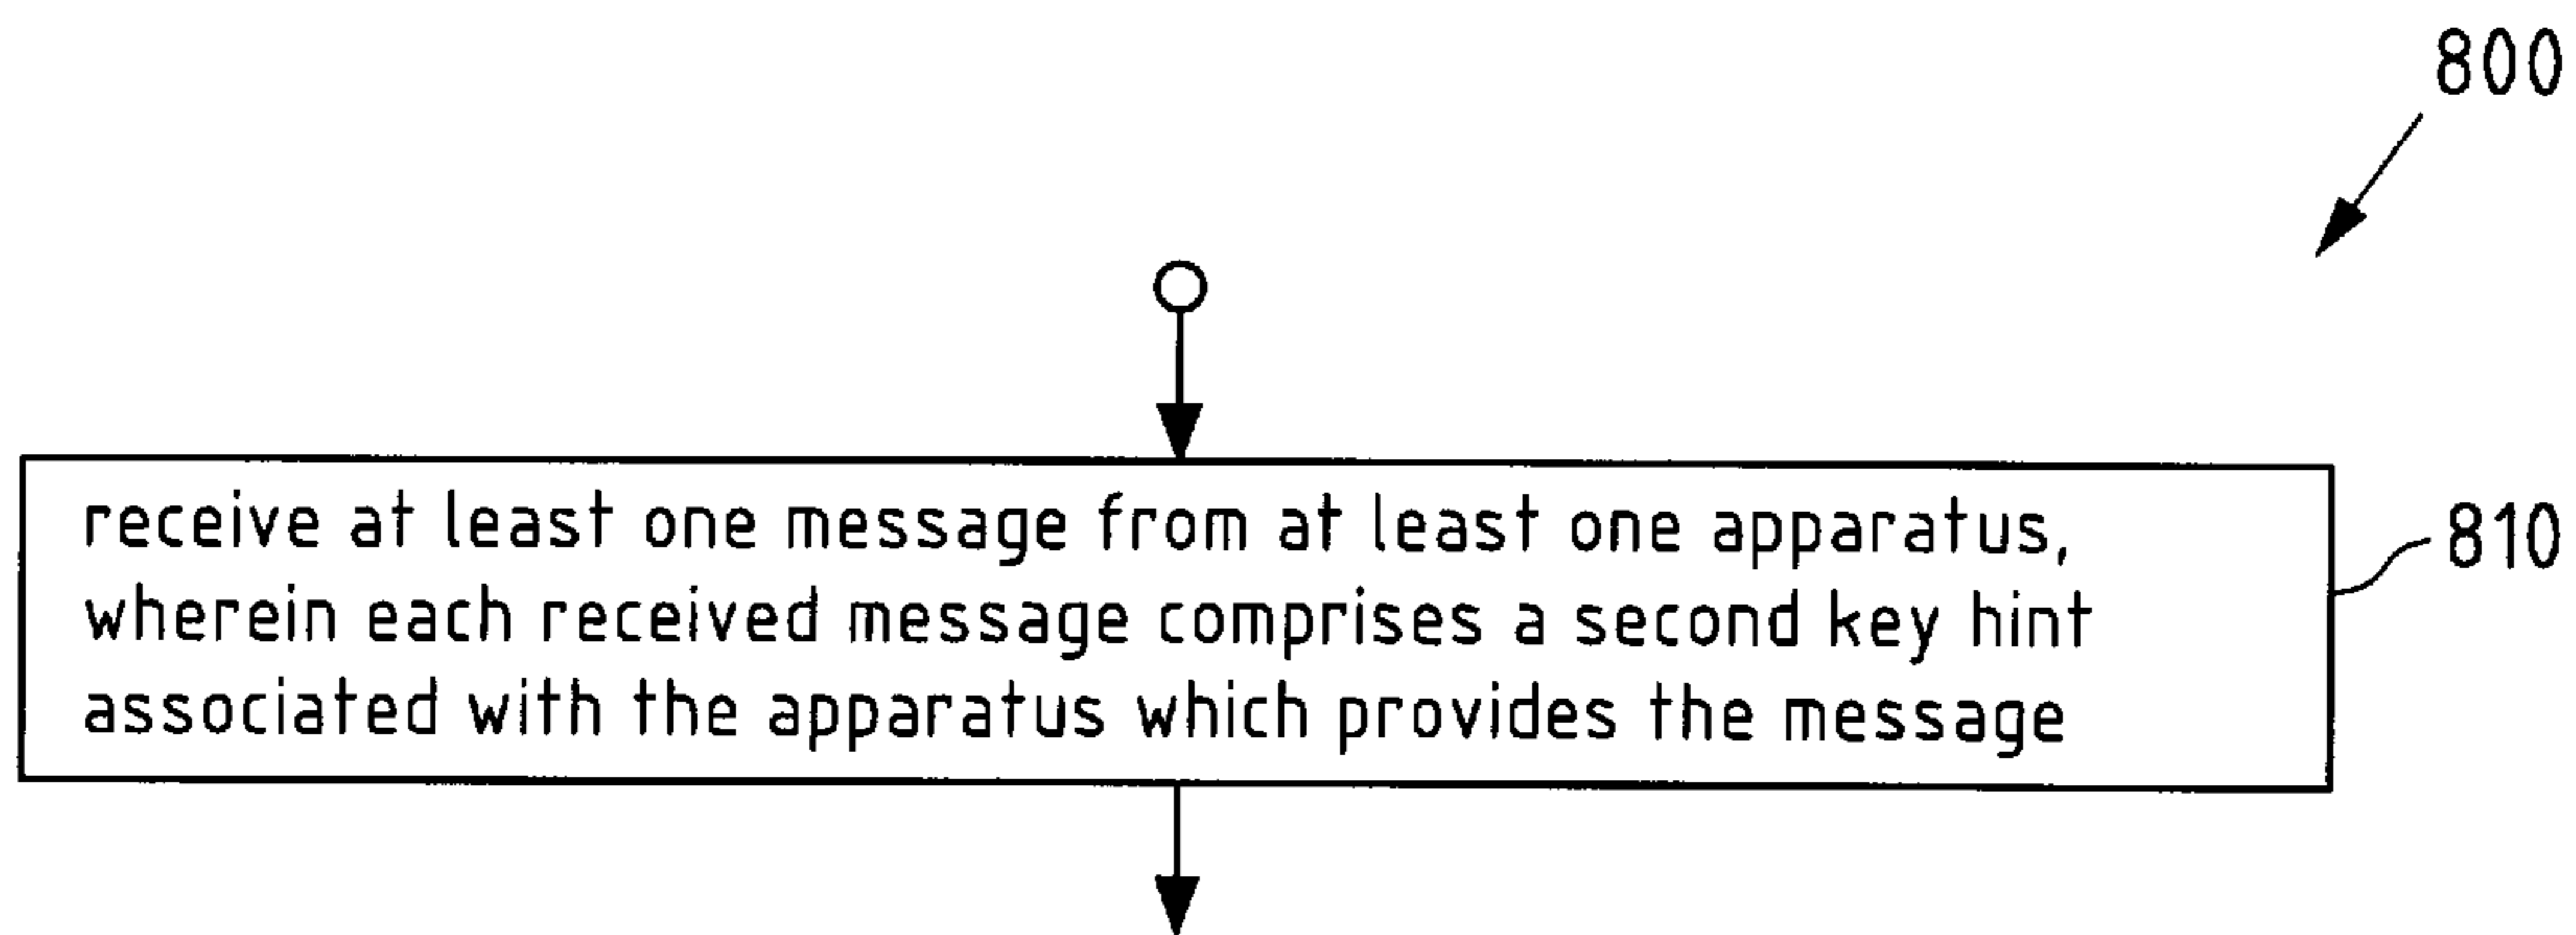 800
receive at least one message from at least one apparatus,
wherein each received message comprises a second key hint
associated with the apparatus which provides the message
810